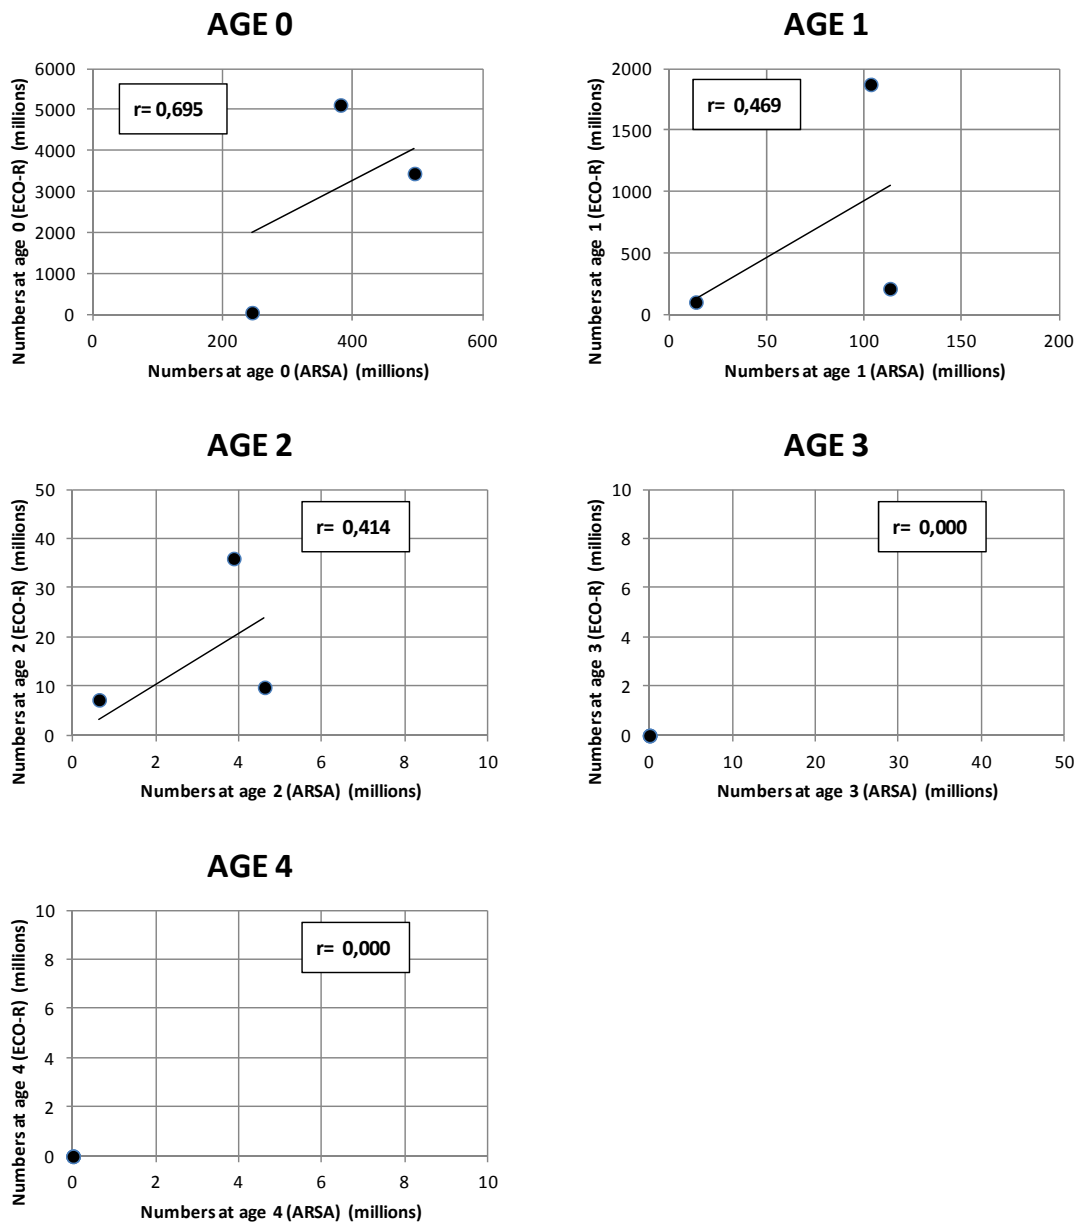 AGE 0
6000
5000
4000
3000
2000
1000
0
0
200
400
600
r= 0,695
Numbers at age 0 (ECO-R) (millions)
Numbers at age 0 (ARSA) (millions)
AGE 1
2000
1500
1000
500
0
0
50
100
150
200
r= 0,469
Numbers at age 1 (ECO-R) (millions)
Numbers at age 1 (ARSA) (millions)
AGE 2
50
40
30
20
10
0
0
2
4
6
8
10
r= 0,414
Numbers at age 2 (ECO-R) (millions)
Numbers at age 2 (ARSA) (millions)
AGE 3
10
8
6
4
2
0
0
10
20
30
40
50
r= 0,000
Numbers at age 3 (ECO-R) (millions)
Numbers at age 3 (ARSA) (millions)
AGE 4
10
8
6
4
2
0
0
2
4
6
8
10
r= 0,000
Numbers at age 4 (ECO-R) (millions)
Numbers at age 4 (ARSA) (millions)